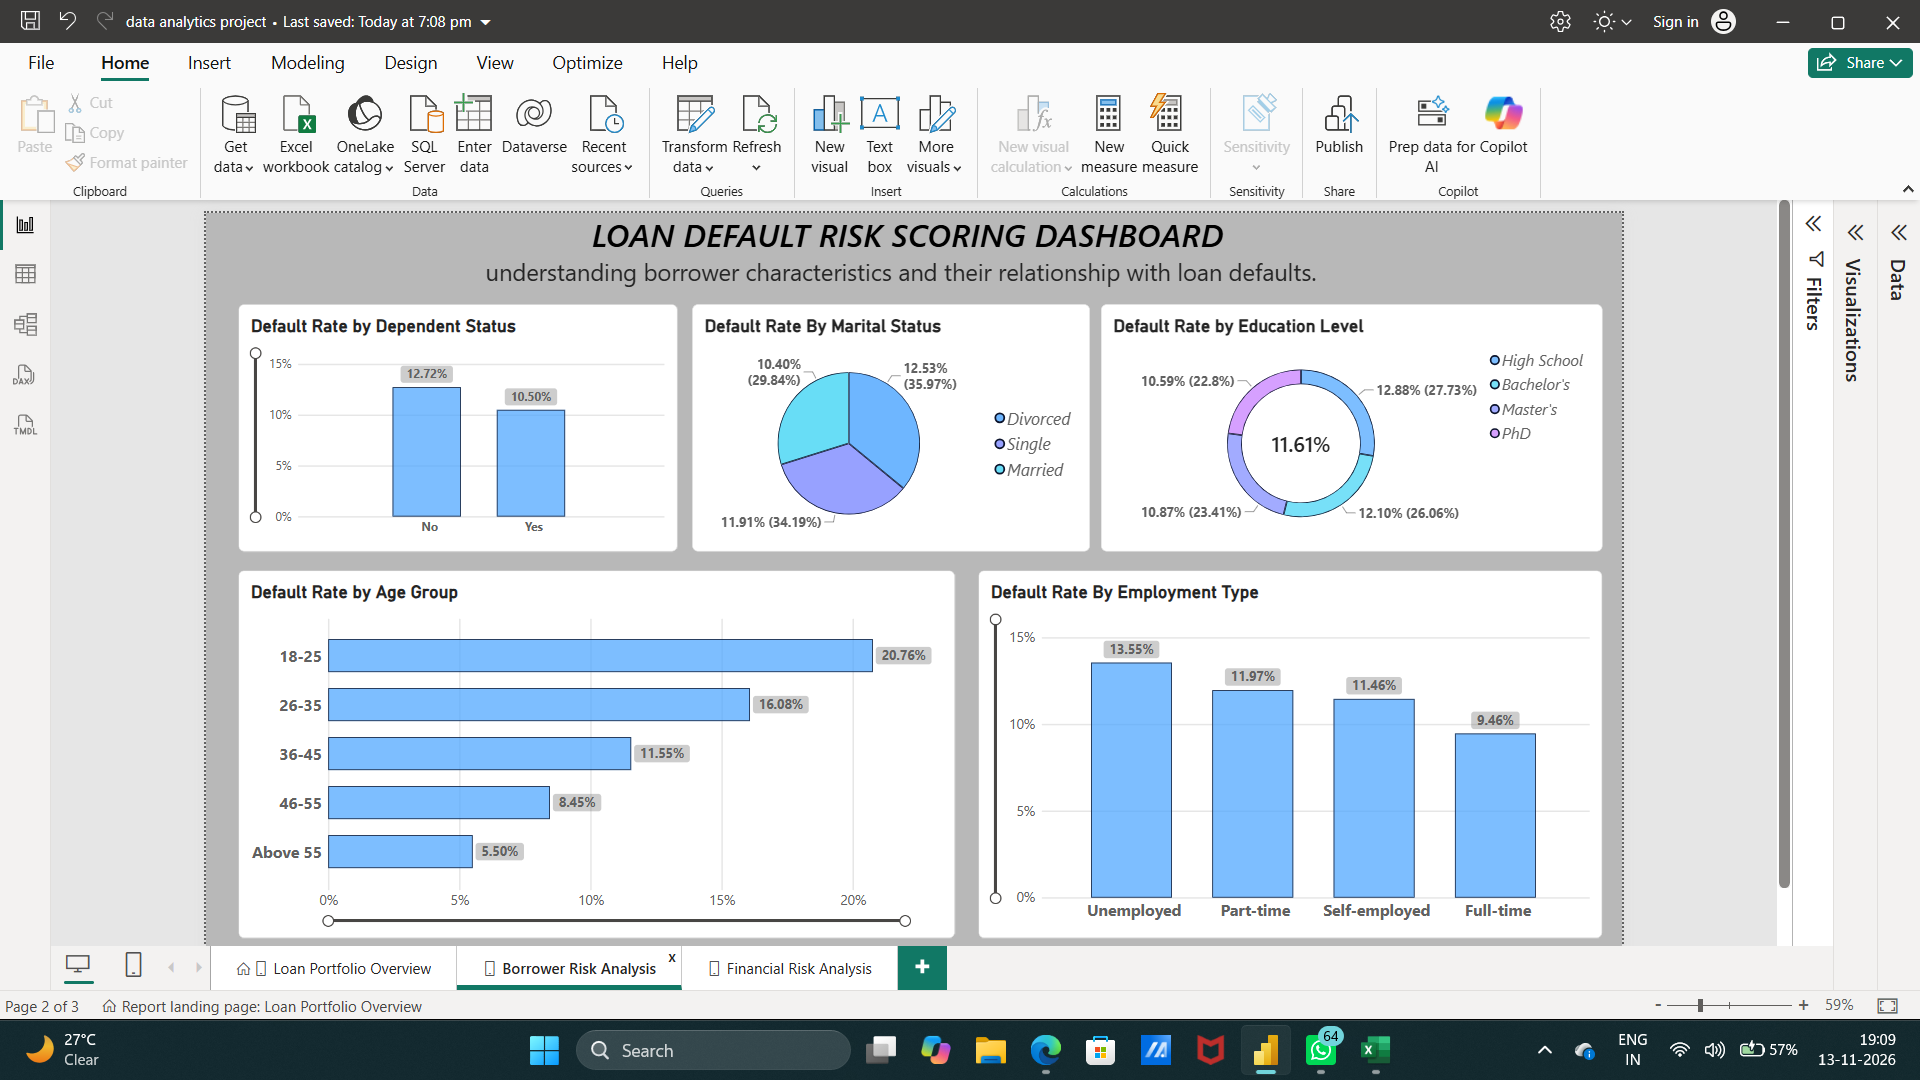 data analytics project • Last saved: Today at 7:08 pm
Sign in
File Home Insert Modeling Design View Optimize Help
Share
Paste
Cut
Copy
Format painter
Clipboard
Get data
Excel workbook
OneLake catalog
SQL Server
Enter data
Dataverse
Recent sources
Data
Transform data
Refresh
Queries
New visual
Text box
More visuals
Insert
New visual calculation
New measure
Quick measure
Calculations
Sensitivity
Sensitivity
Publish
Share
Prep data for AI
Copilot
Copilot
DAX
TMDL
LOAN DEFAULT RISK SCORING DASHBOARD
understanding borrower characteristics and their relationship with loan defaults.
Default Rate by Dependent Status
15%
10%
5%
0%
12.72%
10.50%
No
Yes
Default Rate By Marital Status
10.40%
(29.84%)
12.53%
(35.97%)
11.91% (34.19%)
Divorced
Single
Married
Default Rate by Education Level
10.59% (22.8%)
12.88% (27.73%)
11.61%
10.87% (23.41%)
12.10% (26.06%)
High School
Bachelor's
Master's
PhD
Default Rate by Age Group
18-25 20.76%
26-35 16.08%
36-45 11.55%
46-55 8.45%
Above 55 5.50%
0% 5% 10% 15% 20%
Default Rate By Employment Type
15%
10%
5%
0%
13.55%
11.97%
11.46%
9.46%
Unemployed Part-time Self-employed Full-time
Filters
Visualizations
Data
Loan Portfolio Overview
Borrower Risk Analysis
x
Financial Risk Analysis
+
Page 2 of 3
Report landing page: Loan Portfolio Overview
- + 59%
27°C
Clear
Search
64
ENG
IN
57%
19:09
13-11-2026